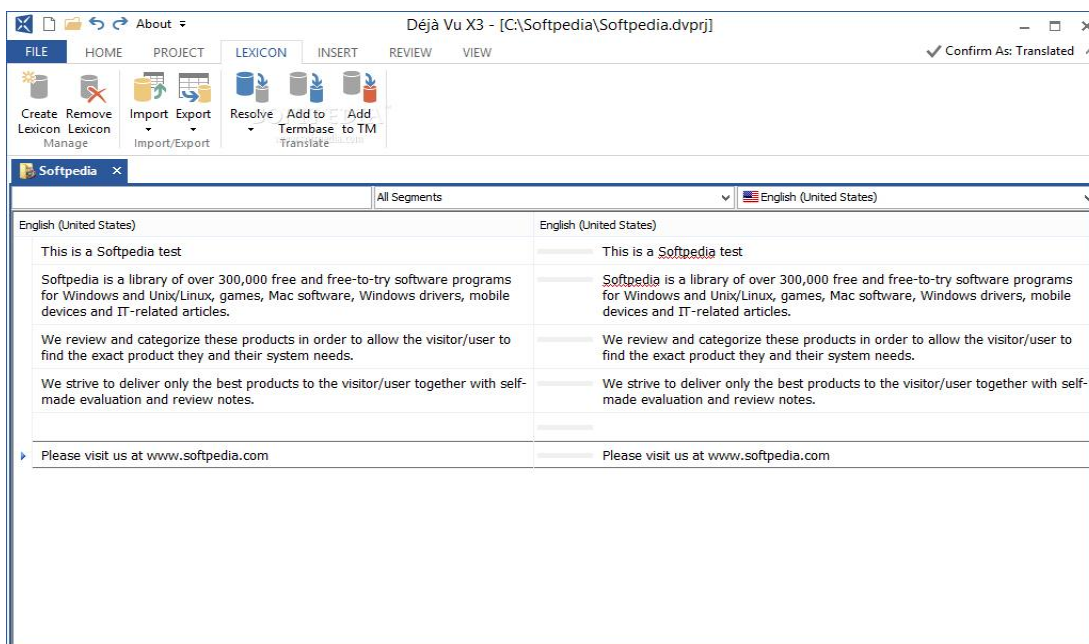 About
Déjà Vu X3 - [C:\Softpedia\Softpedia.dvprj]
FILE HOME PROJECT LEXICON INSERT REVIEW VIEW Confirm As: Translated
Create Remove Import Export Resolve Add to Add
Lexicon Lexicon Termbase to TM
Manage Import/Export Translate
SOFTPEDIA
Softpedia
All Segments English (United States)
English (United States) English (United States)
This is a Softpedia test This is a Softpedia test
Softpedia is a library of over 300,000 free and free-to-try software programs Softpedia is a library of over 300,000 free and free-to-try software programs
for Windows and Unix/Linux, games, Mac software, Windows drivers, mobile for Windows and Unix/Linux, games, Mac software, Windows drivers, mobile
devices and IT-related articles. devices and IT-related articles.
We review and categorize these products in order to allow the visitor/user to We review and categorize these products in order to allow the visitor/user to
find the exact product they and their system needs. find the exact product they and their system needs.
We strive to deliver only the best products to the visitor/user together with self- We strive to deliver only the best products to the visitor/user together with self-
made evaluation and review notes. made evaluation and review notes.
Please visit us at www.softpedia.com Please visit us at www.softpedia.com